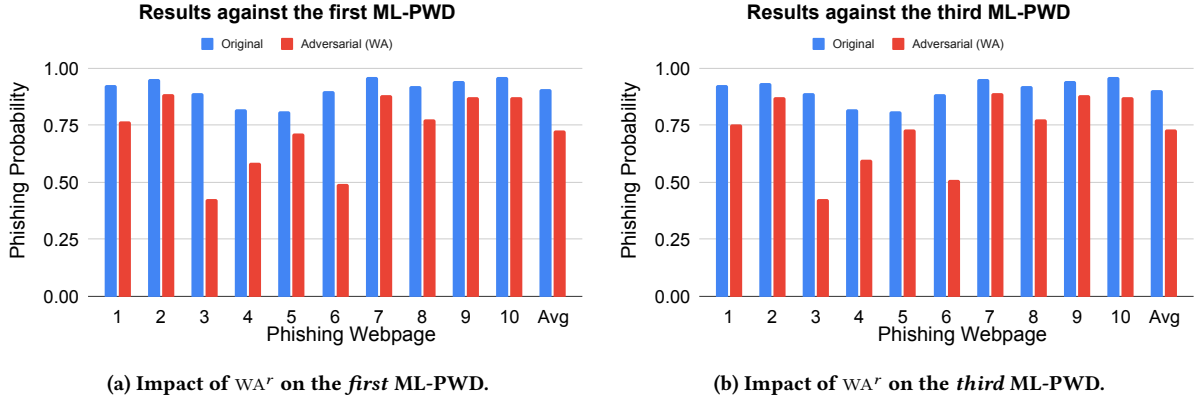 Results against the first ML-PWD
Original Adversarial (WA)
Phishing Probability
1.00
0.75
0.50
0.25
0.00
1 2 3 4 5 6 7 8 9 10 Avg
Phishing Webpage
(a) Impact of WAʳ on the first ML-PWD.
Results against the third ML-PWD
Original Adversarial (WA)
Phishing Probability
1.00
0.75
0.50
0.25
0.00
1 2 3 4 5 6 7 8 9 10 Avg
Phishing Webpage
(b) Impact of WAʳ on the third ML-PWD.